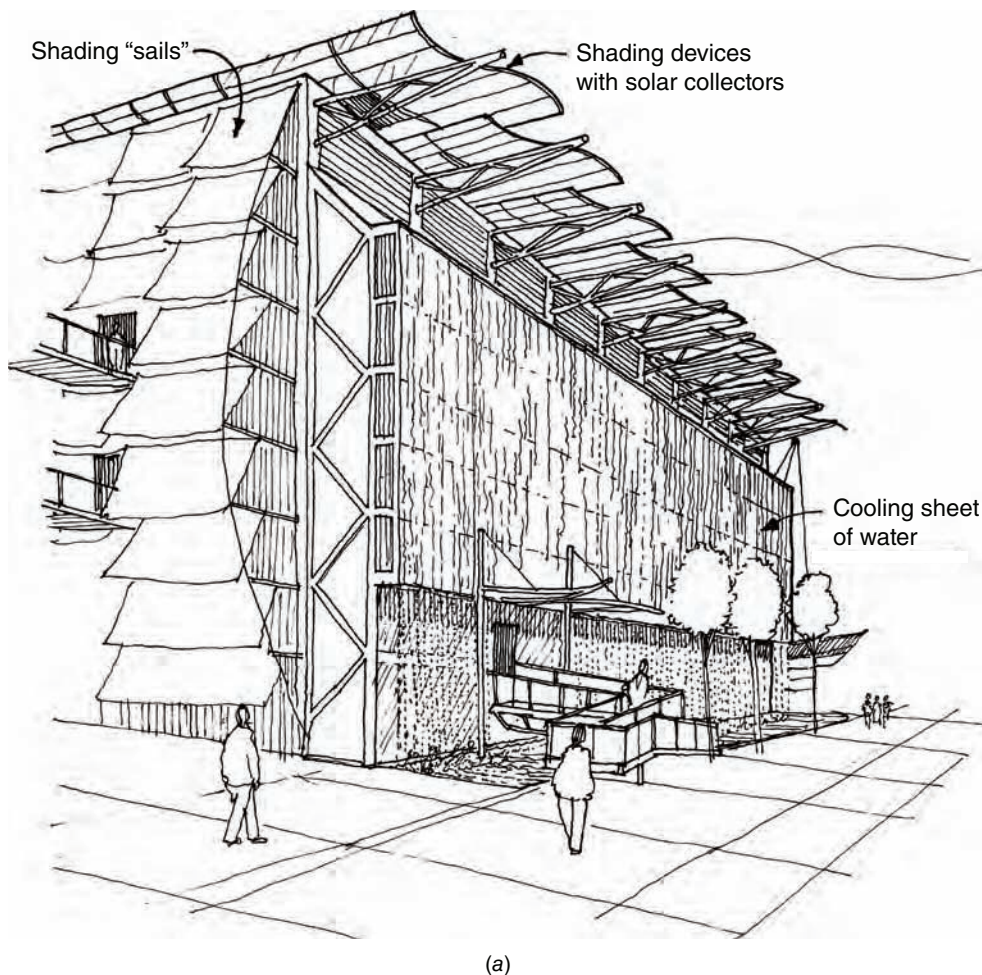 Shading “sails”
Shading devices
with solar collectors
Cooling sheet
of water
(a)